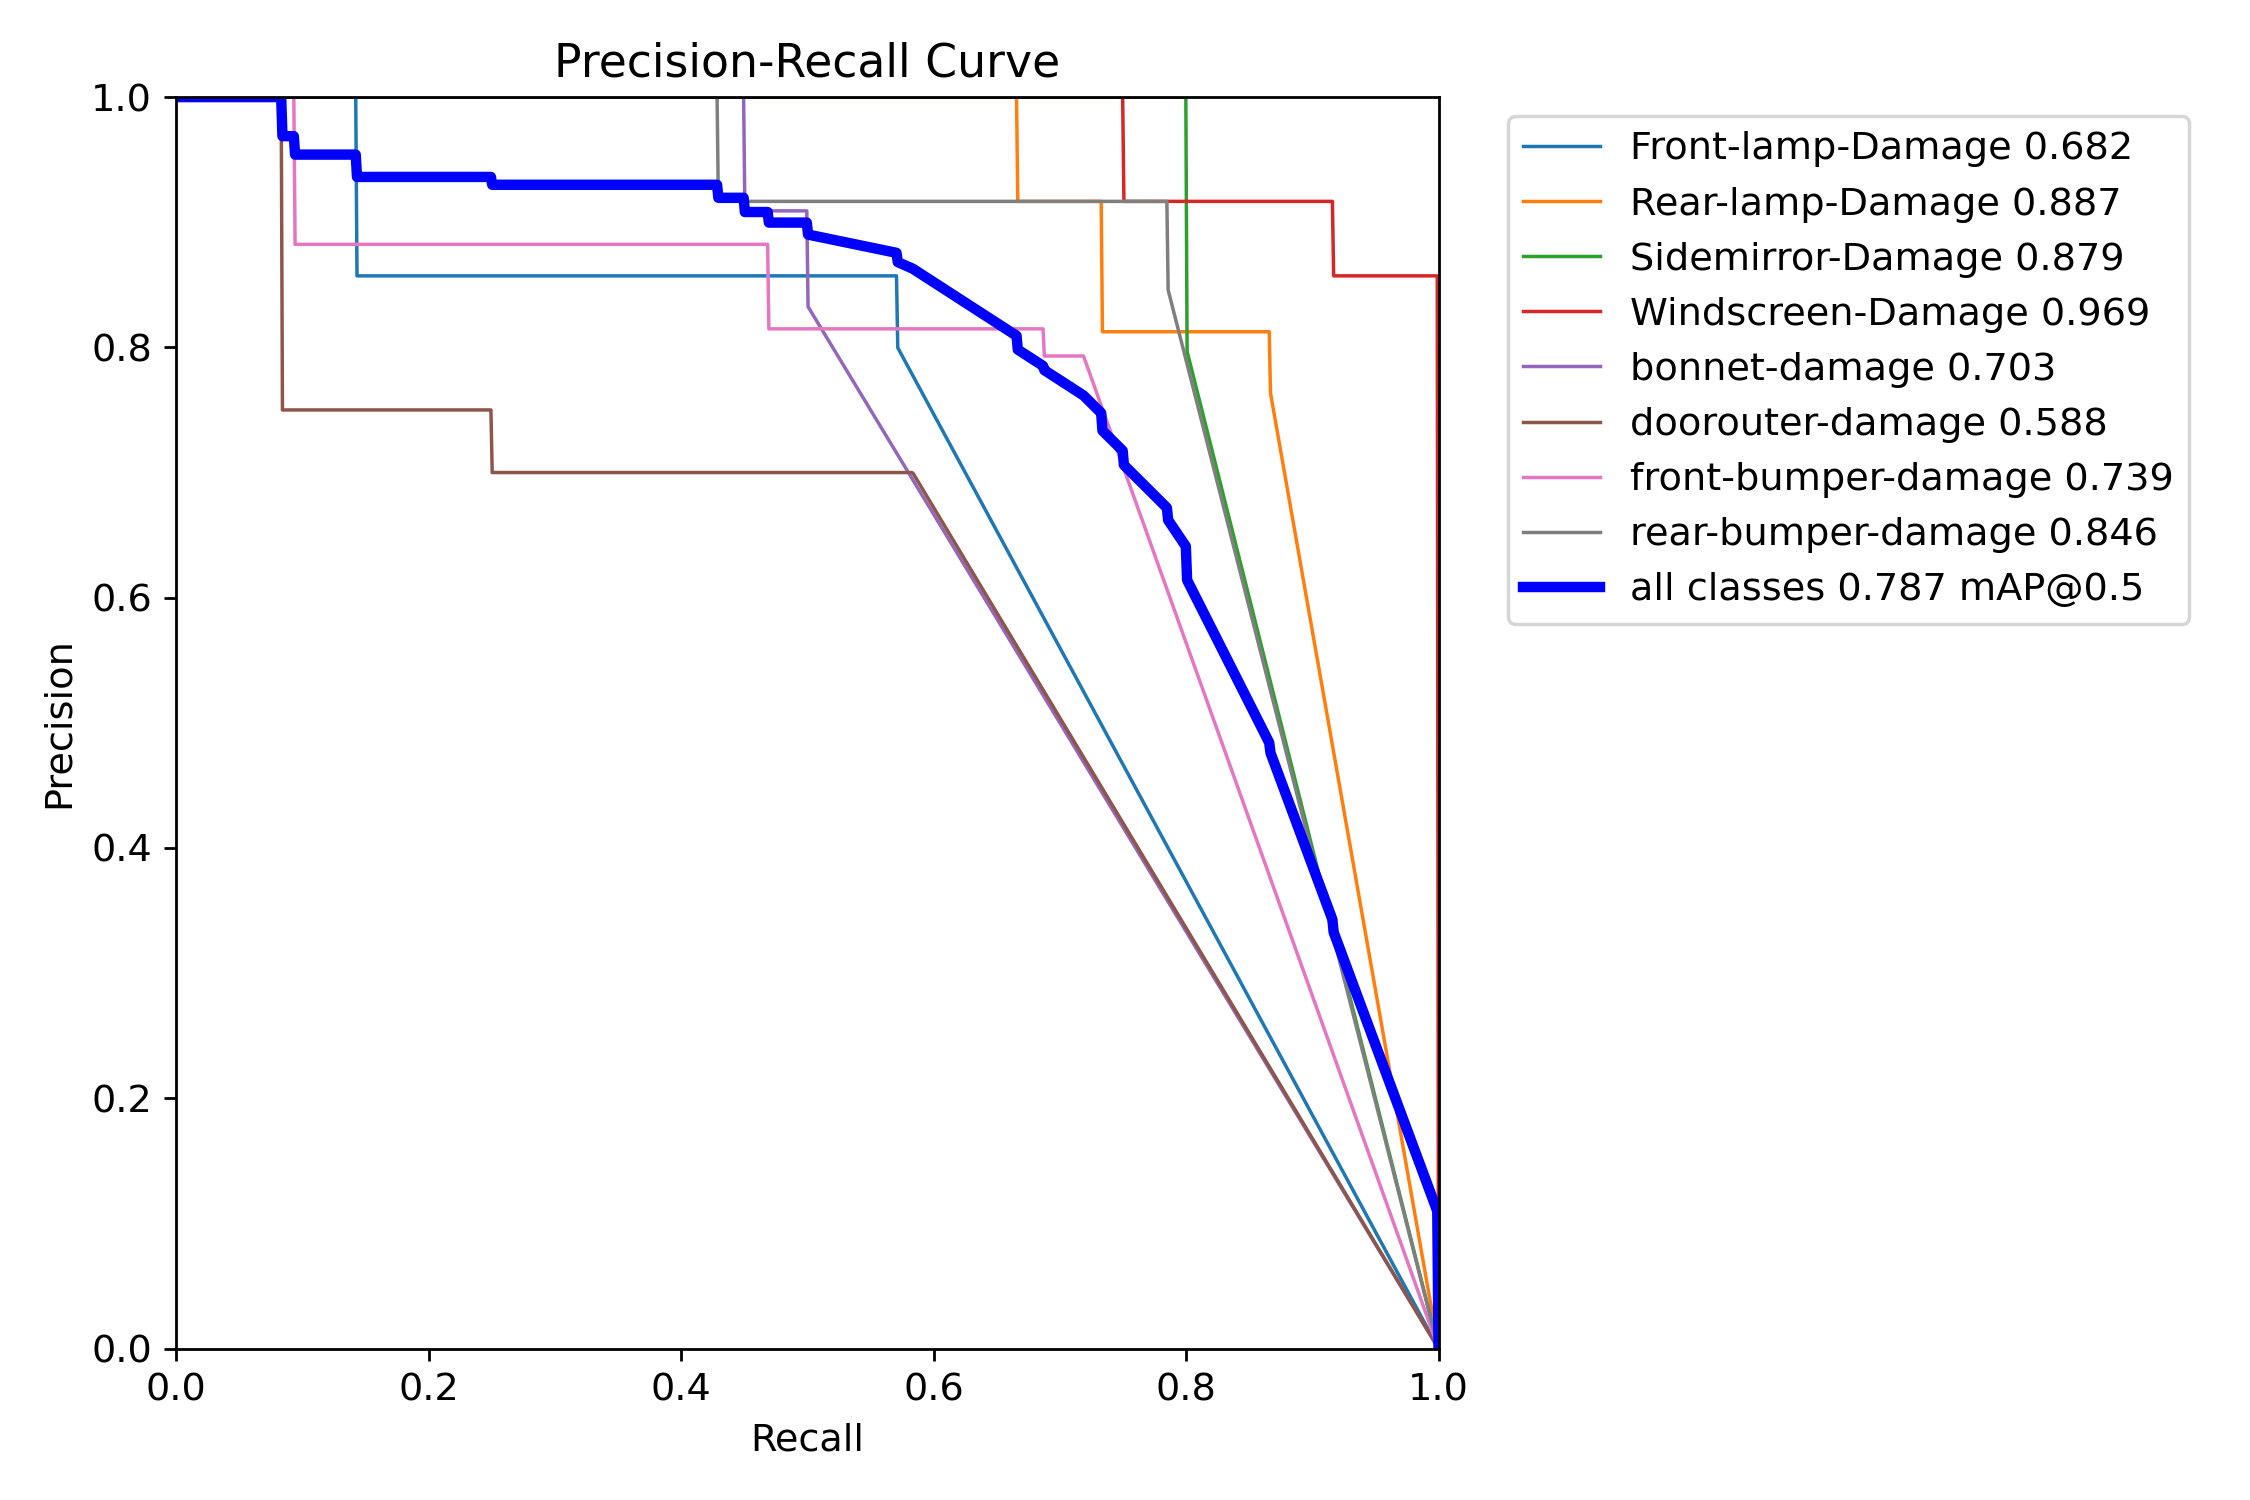 Precision-Recall Curve
1.0
0.8
0.6
0.4
0.2
0.0
Precision
0.0 0.2 0.4 0.6 0.8 1.0
Recall
Front-lamp-Damage 0.682
Rear-lamp-Damage 0.887
Sidemirror-Damage 0.879
Windscreen-Damage 0.969
bonnet-damage 0.703
doorouter-damage 0.588
front-bumper-damage 0.739
rear-bumper-damage 0.846
all classes 0.787 mAP@0.5